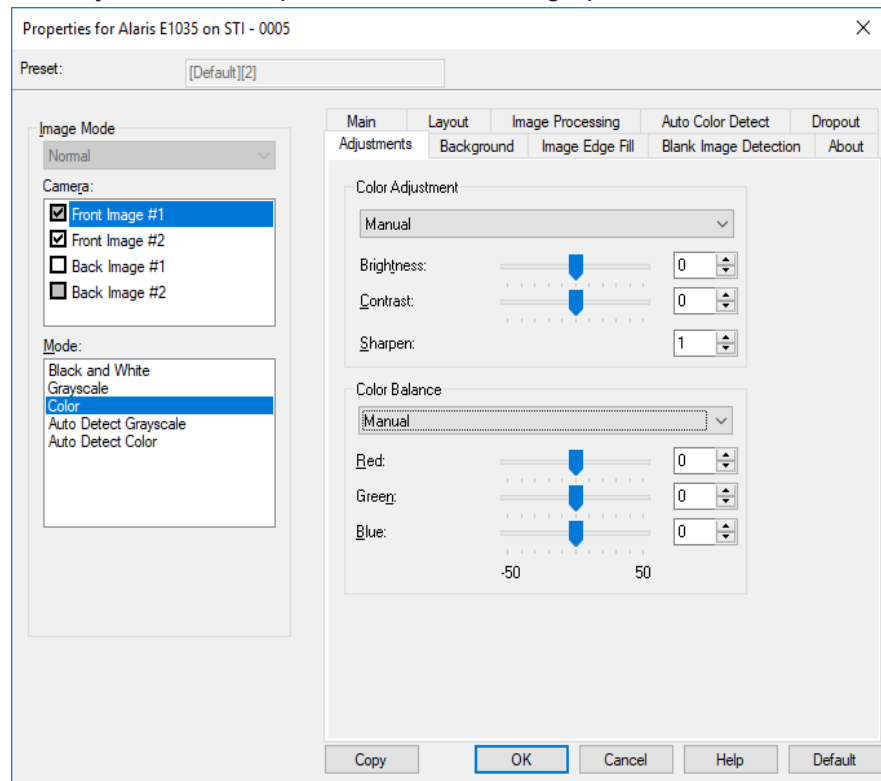 Properties for Alaris E1035 on STI - 0005
Preset:
[Default][2]
Image Mode
Normal
Camera:
Front Image #1
Front Image #2
Back Image #1
Back Image #2
Mode:
Black and White
Grayscale
Color
Auto Detect Grayscale
Auto Detect Color
Main Layout Image Processing Auto Color Detect Dropout
Adjustments Background Image Edge Fill Blank Image Detection About
Color Adjustment
Manual
Brightness: 0
Contrast: 0
Sharpen: 1
Color Balance
Manual
Red: 0
Green: 0
Blue: 0
-50 50
Copy OK Cancel Help Default